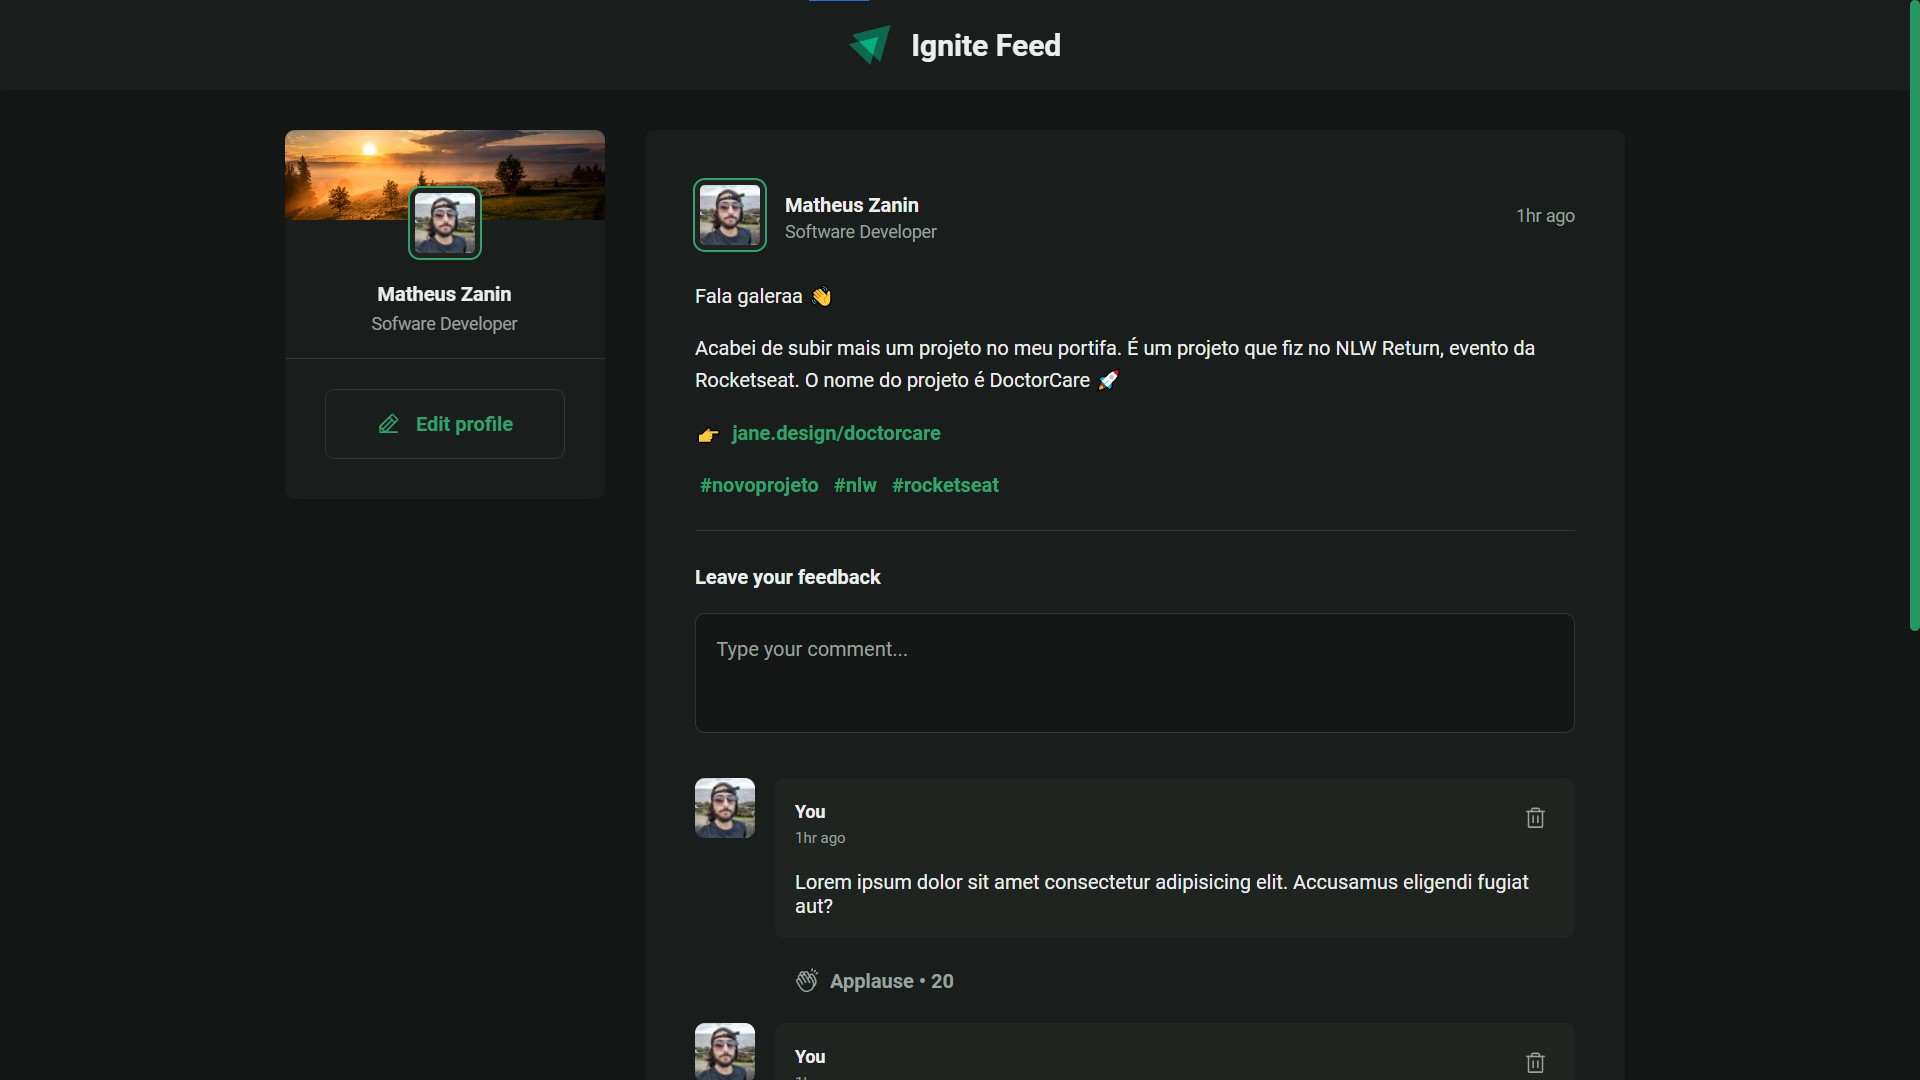 Ignite Feed
Matheus Zanin
Sofware Developer
Edit profile
Matheus Zanin
Software Developer
1hr ago
Fala galeraa 👋
Acabei de subir mais um projeto no meu portifa. É um projeto que fiz no NLW Return, evento da
Rocketseat. O nome do projeto é DoctorCare 🚀
👉 jane.design/doctorcare
#novoprojeto #nlw #rocketseat
Leave your feedback
Type your comment...
You
1hr ago
Lorem ipsum dolor sit amet consectetur adipisicing elit. Accusamus eligendi fugiat
aut?
Applause • 20
You